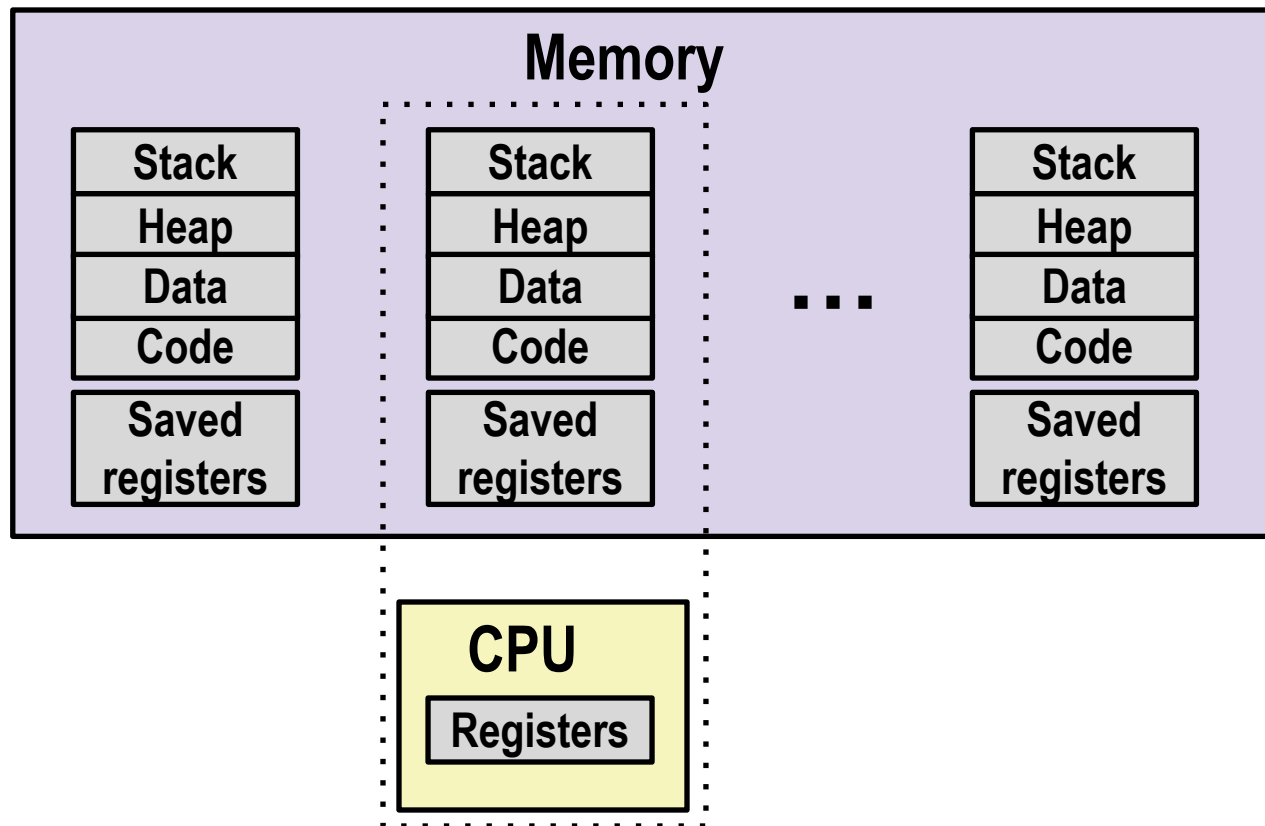 Memory
Stack
Heap
Data
Code
Saved
registers
Stack
Heap
Data
Code
Saved
registers
...
Stack
Heap
Data
Code
Saved
registers
CPU
Registers